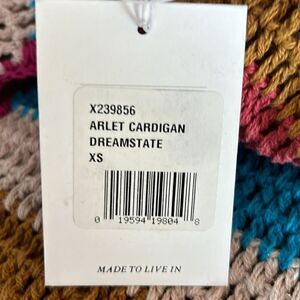 X239856
ARLET CARDIGAN
DREAMSTATE
XS
0 19594 19804 8
MADE TO LIVE IN